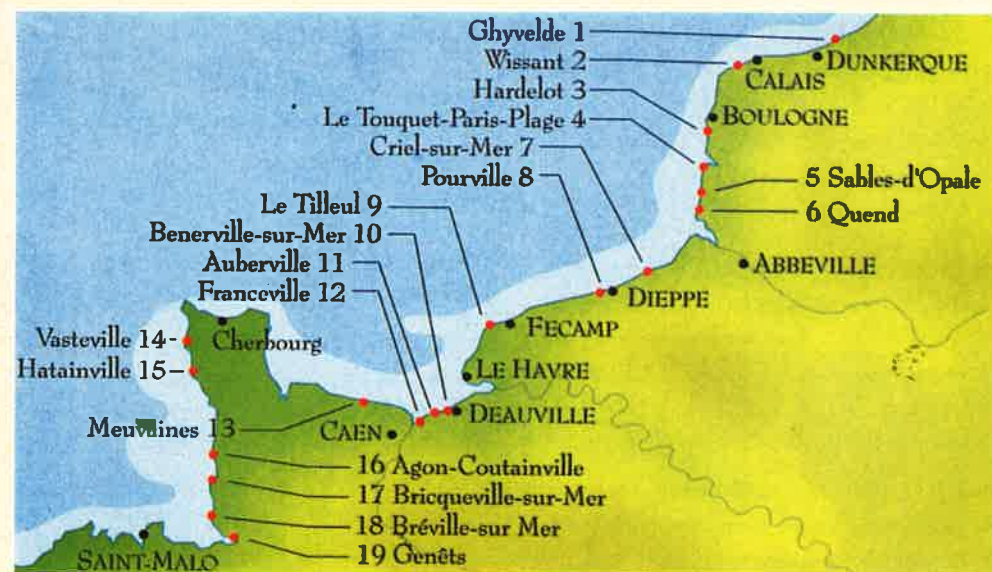 Ghyvelde 1
Wissant 2
DUNKERQUE
CALAIS
Hardelot 3
Le Touquet-Paris-Plage 4
BOULOGNE
Criel-sur-Mer 7
Pourville 8
5 Sables-d'Opale
6 Quend
Le Tilleul 9
Benerville-sur-Mer 10
Auberville 11
ABBEVILLE
Franceville 12
DIEPPE
FECAMP
Vasteville 14
Cherbourg
Hatainville 15
LE HAVRE
DEAUVILLE
Meuvaines 13
CAEN
16 Agon-Coutainville
17 Bricqueville-sur-Mer
18 Bréville-sur Mer
19 Genêts
SAINT-MALO